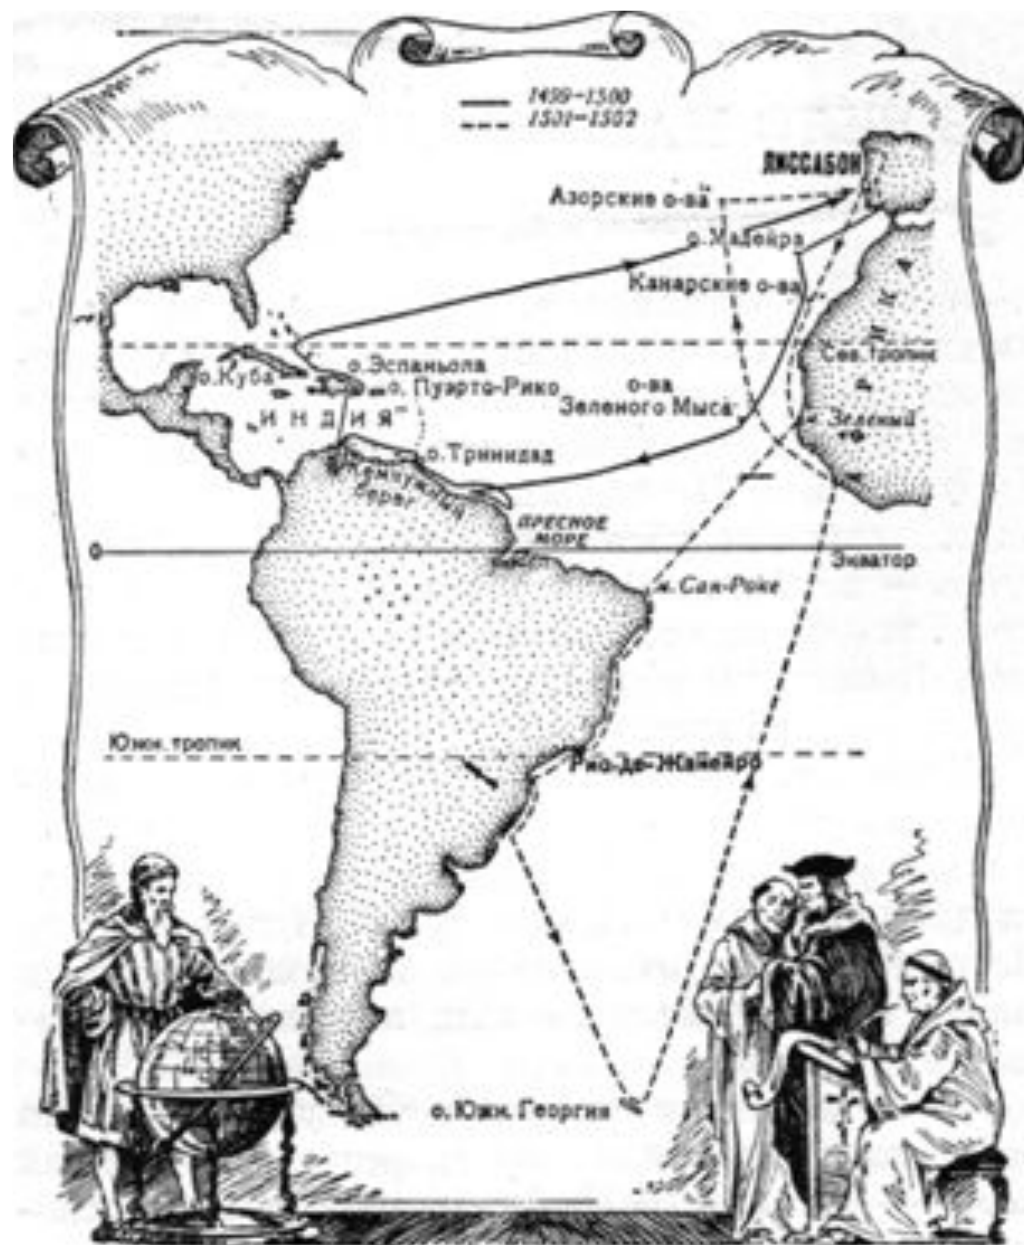 1499-1500
1501-1502
ЛИССАБОН
Азорские о-ва
о. Мадейра
Канарские о-ва
Сев. тропик
о. Куба
о. Эспаньола
о. Пуэрто-Рико
о-ва
Зеленого Мыса
Зеленый
ИНДИЯ
о. Тринидад
Жемчужный
берег
ПРЕСНОЕ
МОРЕ
0
Экватор
м. Сан-Роке
Южн. тропик
Рио-де-Жанейро
о. Южн. Георгия